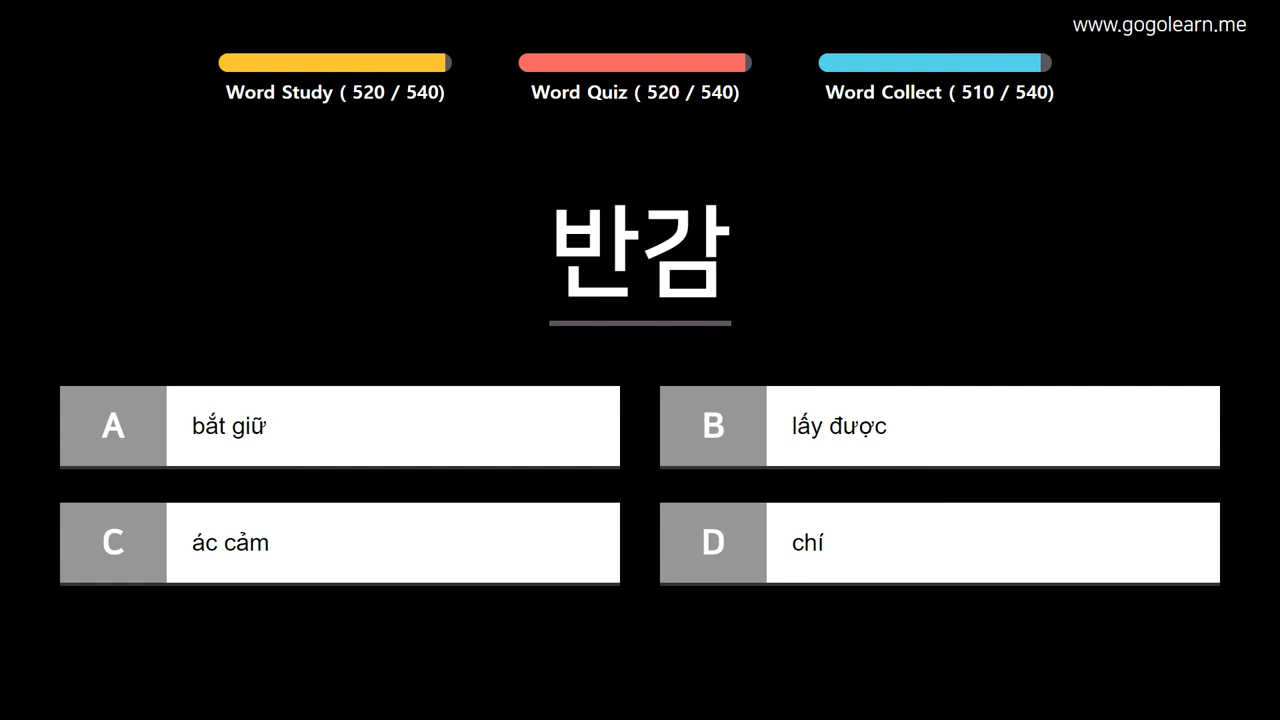 www.gogolearn.me
Word Study ( 520 / 540)
Word Quiz ( 520 / 540)
Word Collect ( 510 / 540)
반감
A bắt giữ
B lấy được
C ác cảm
D chí